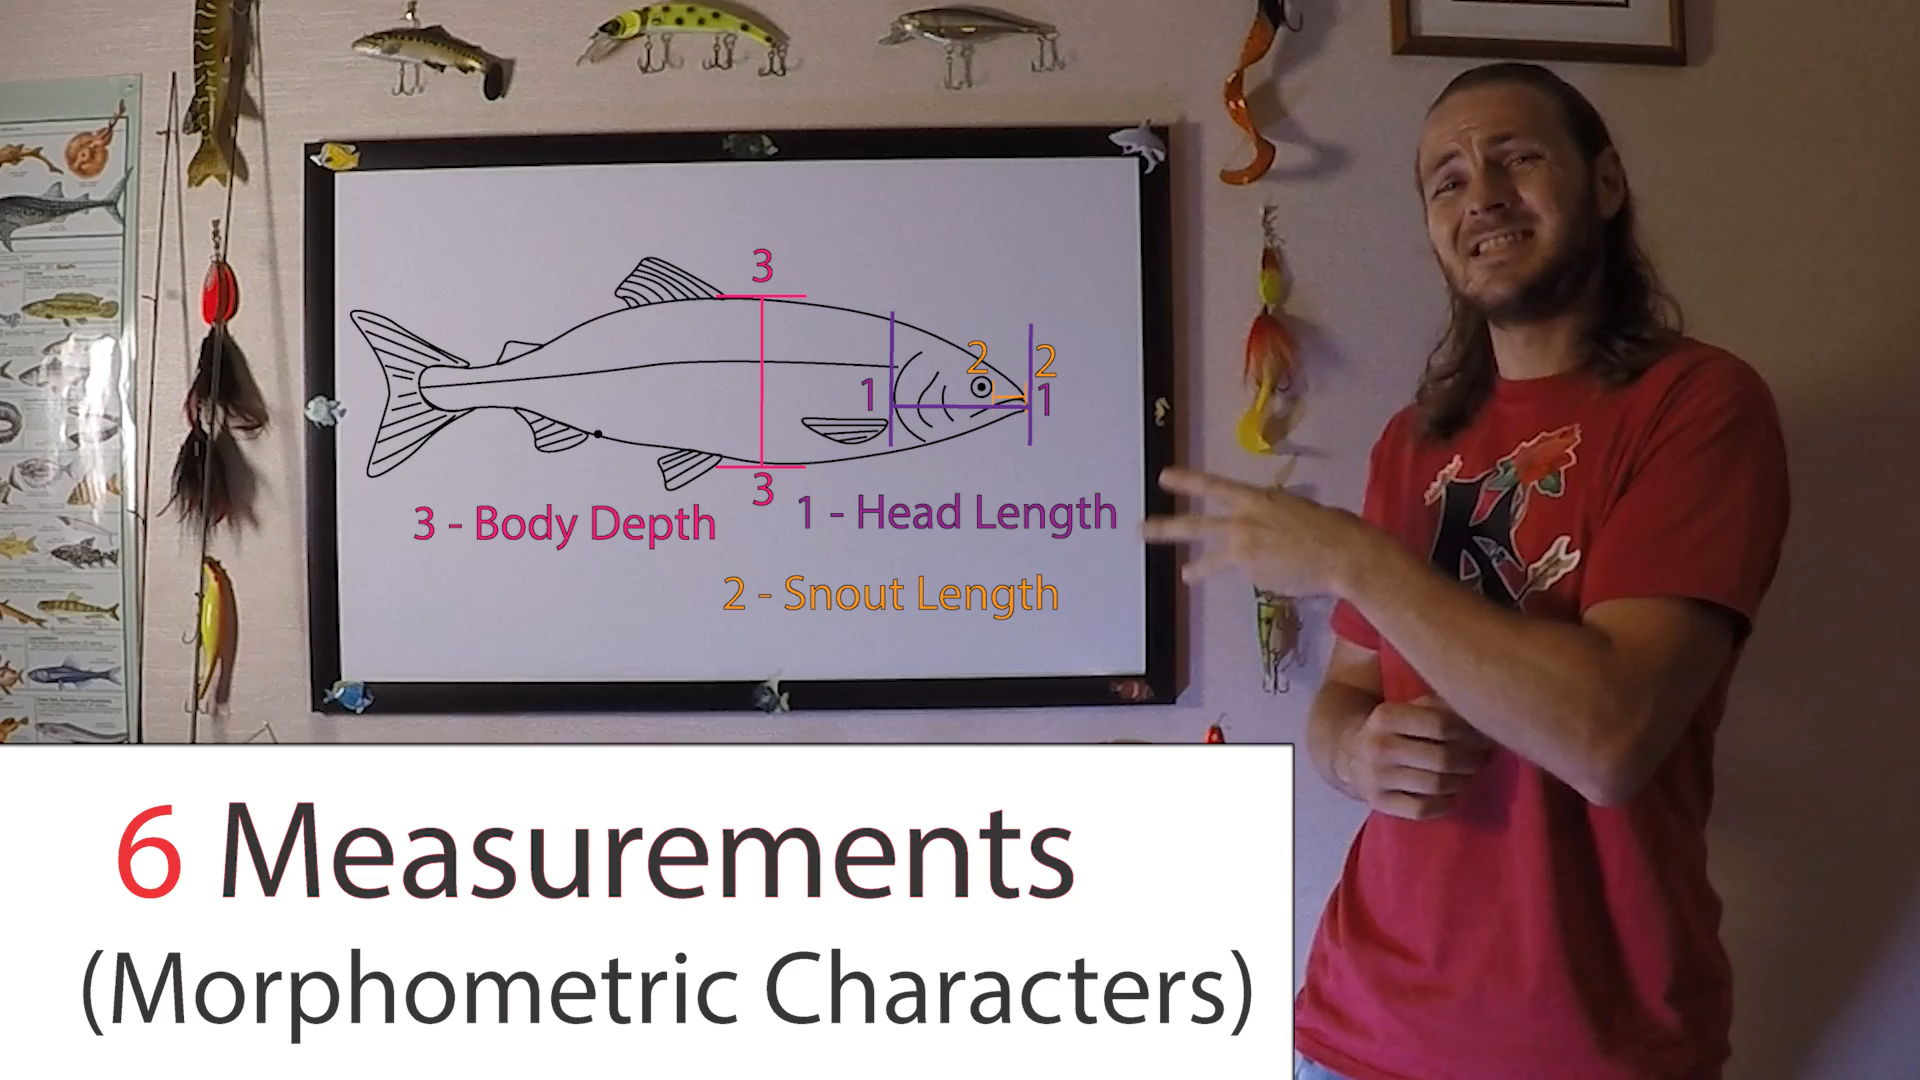 3
2
2
1
1
3
3 - Body Depth
1 - Head Length
2 - Snout Length
6 Measurements
(Morphometric Characters)